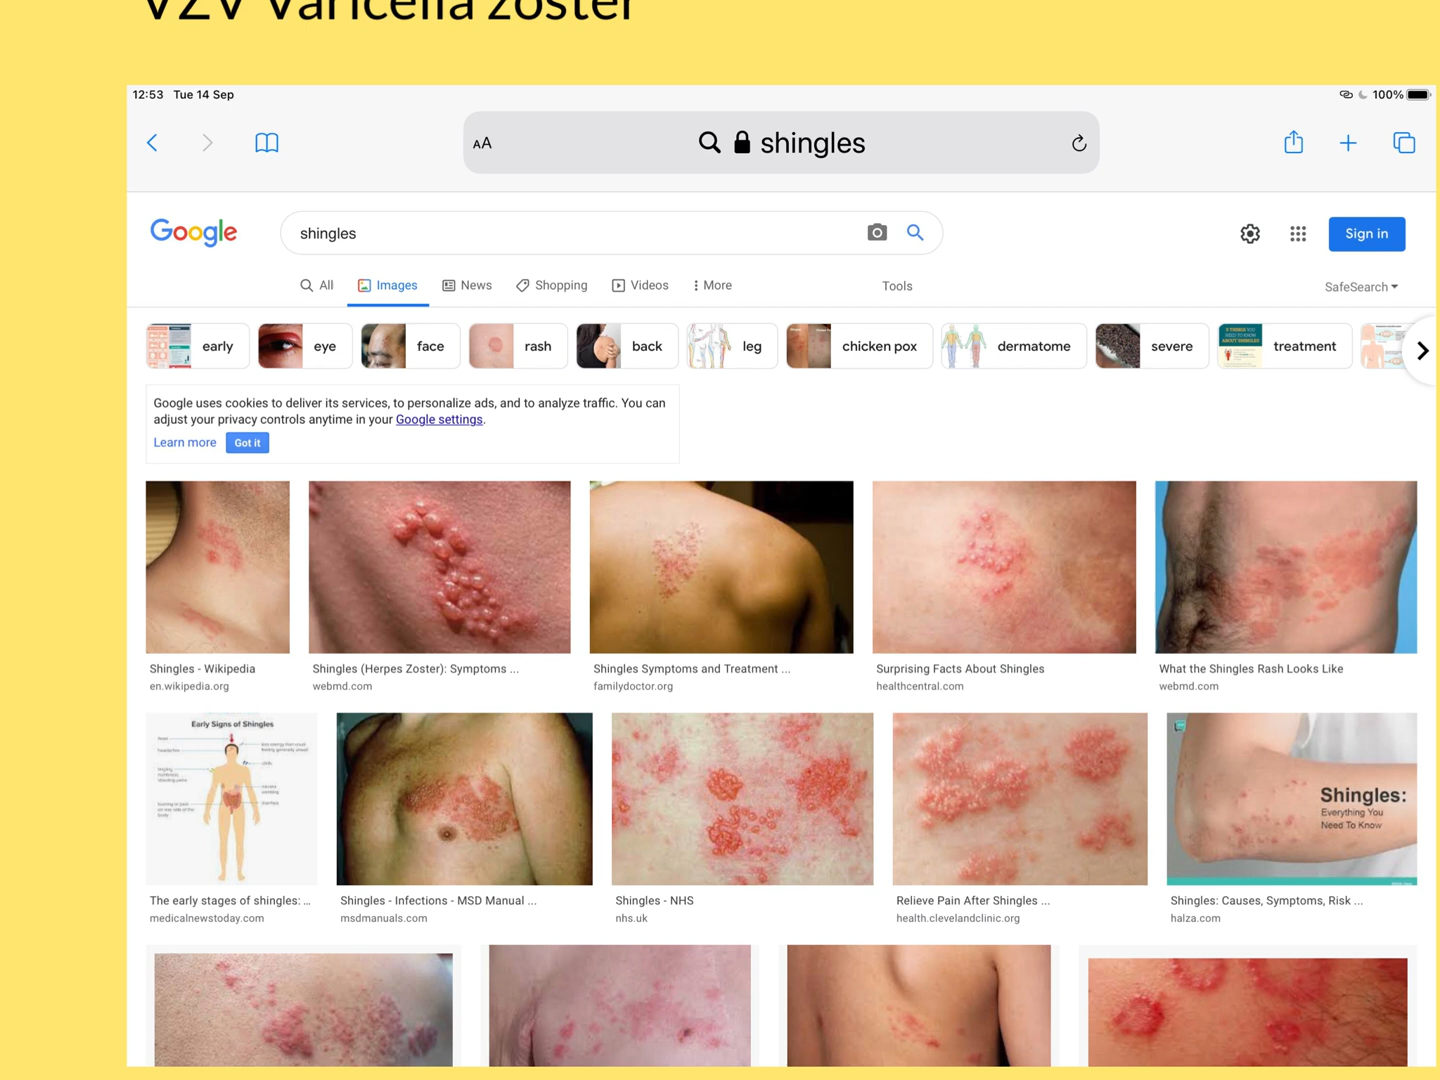 VZV Varicella zoster
12:53 Tue 14 Sep
100%
AA
shingles
Google
shingles
Sign in
All
Images
News
Shopping
Videos
More
Tools
SafeSearch
early
eye
face
rash
back
leg
chicken pox
dermatome
severe
treatment
Google uses cookies to deliver its services, to personalize ads, and to analyze traffic. You can
adjust your privacy controls anytime in your Google settings.
Learn more
Got it
Shingles - Wikipedia
en.wikipedia.org
Shingles (Herpes Zoster): Symptoms ...
webmd.com
Shingles Symptoms and Treatment ...
familydoctor.org
Surprising Facts About Shingles
healthcentral.com
What the Shingles Rash Looks Like
webmd.com
Early Signs of Shingles
Shingles:
Everything You
Need To Know
The early stages of shingles: ...
medicalnewstoday.com
Shingles - Infections - MSD Manual ...
msdmanuals.com
Shingles - NHS
nhs.uk
Relieve Pain After Shingles ...
health.clevelandclinic.org
Shingles: Causes, Symptoms, Risk ...
halza.com